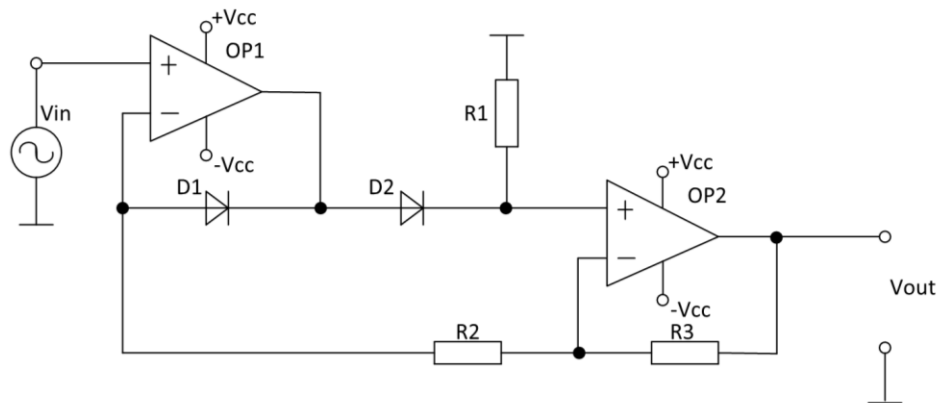 +Vcc
OP1
+
−
Vin
-Vcc
R1
D1
D2
+Vcc
OP2
+
−
-Vcc
Vout
R2
R3